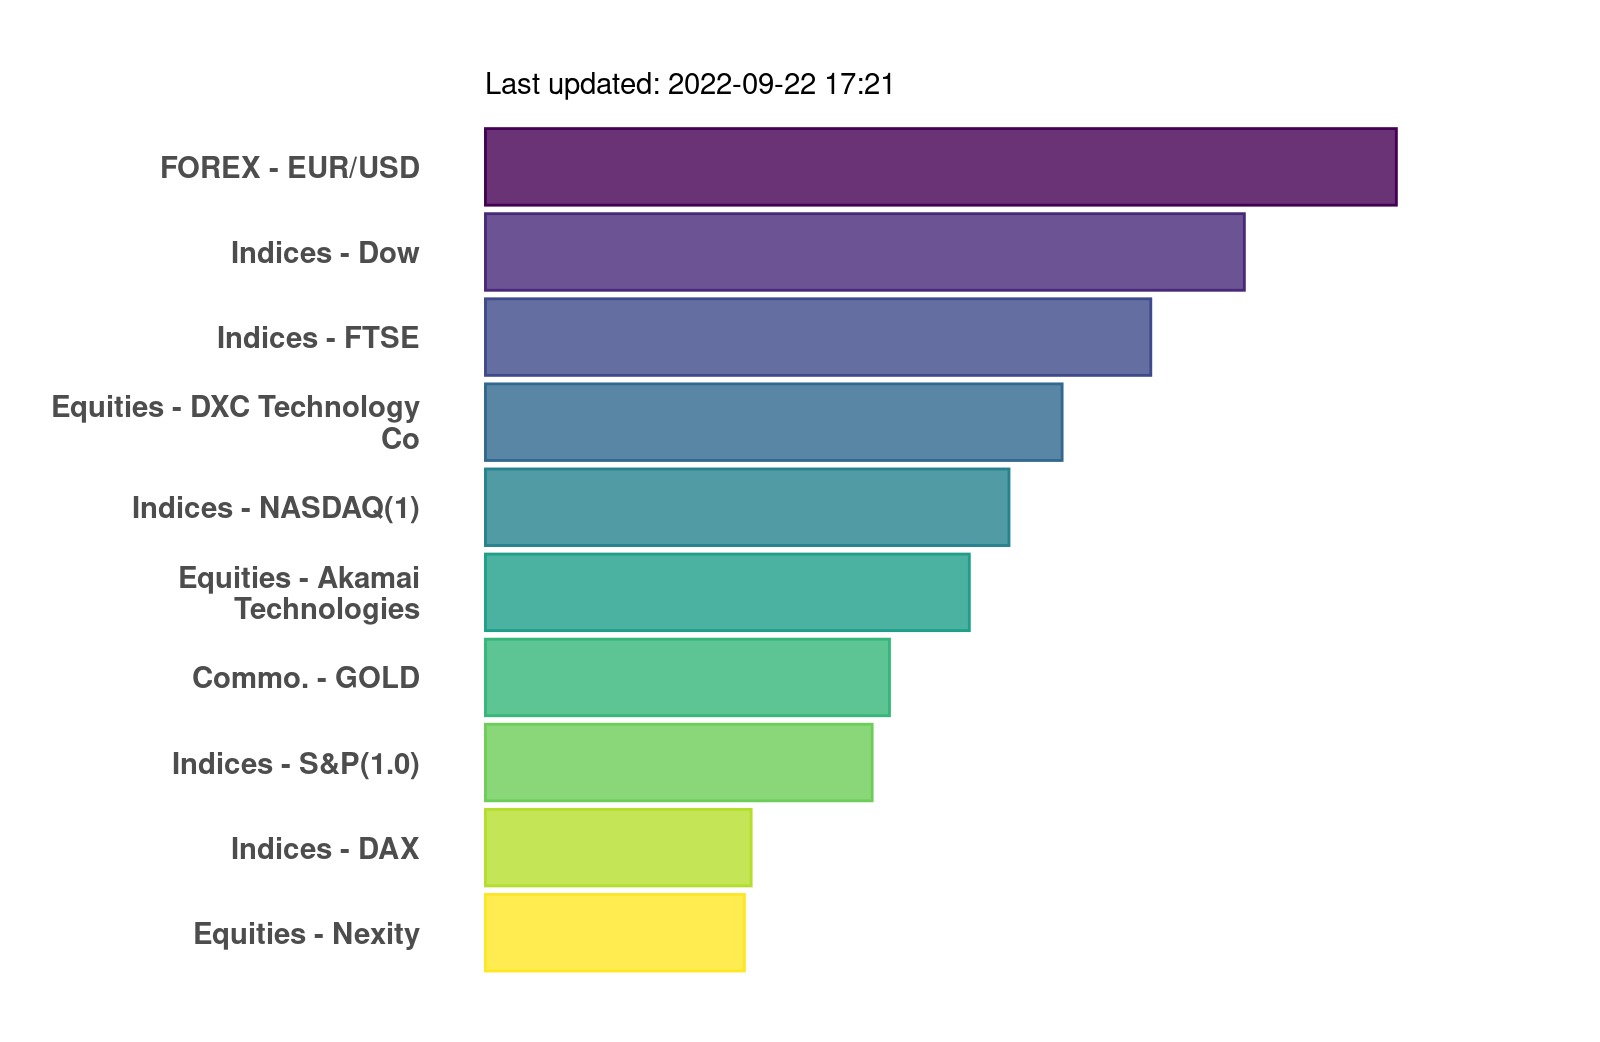 Last updated: 2022-09-22 17:21
FOREX - EUR/USD
Indices - Dow
Indices - FTSE
Equities - DXC Technology
Co
Indices - NASDAQ(1)
Equities - Akamai
Technologies
Commo. - GOLD
Indices - S&P(1.0)
Indices - DAX
Equities - Nexity